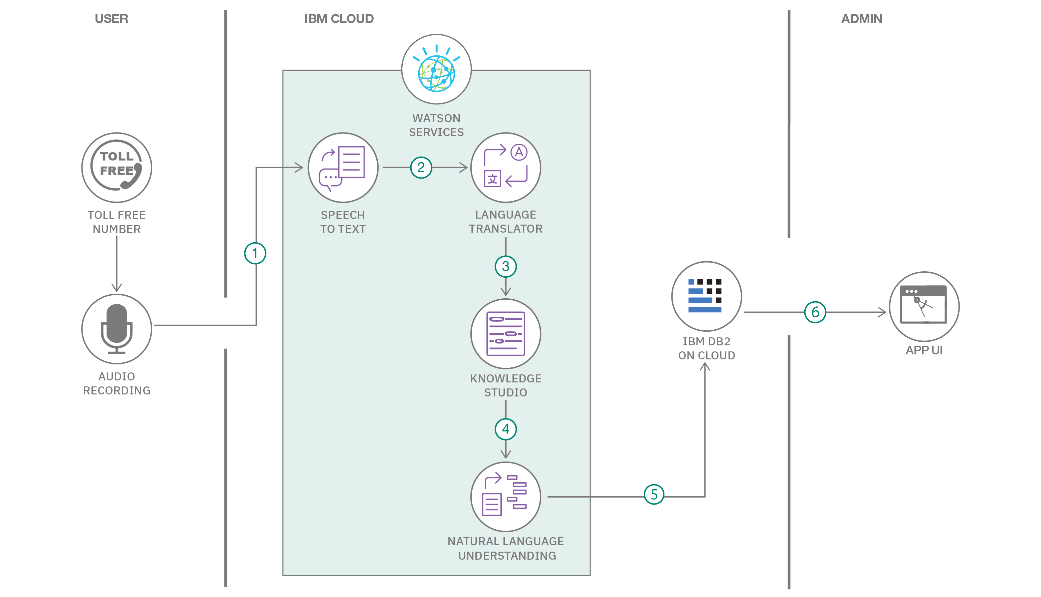 USER
IBM CLOUD
ADMIN
WATSON
SERVICES
TOLL
FREE
TOLL FREE
NUMBER
AUDIO
RECORDING
1
SPEECH
TO TEXT
2
A
文
LANGUAGE
TRANSLATOR
3
KNOWLEDGE
STUDIO
4
NATURAL LANGUAGE
UNDERSTANDING
5
IBM DB2
ON CLOUD
6
APP UI